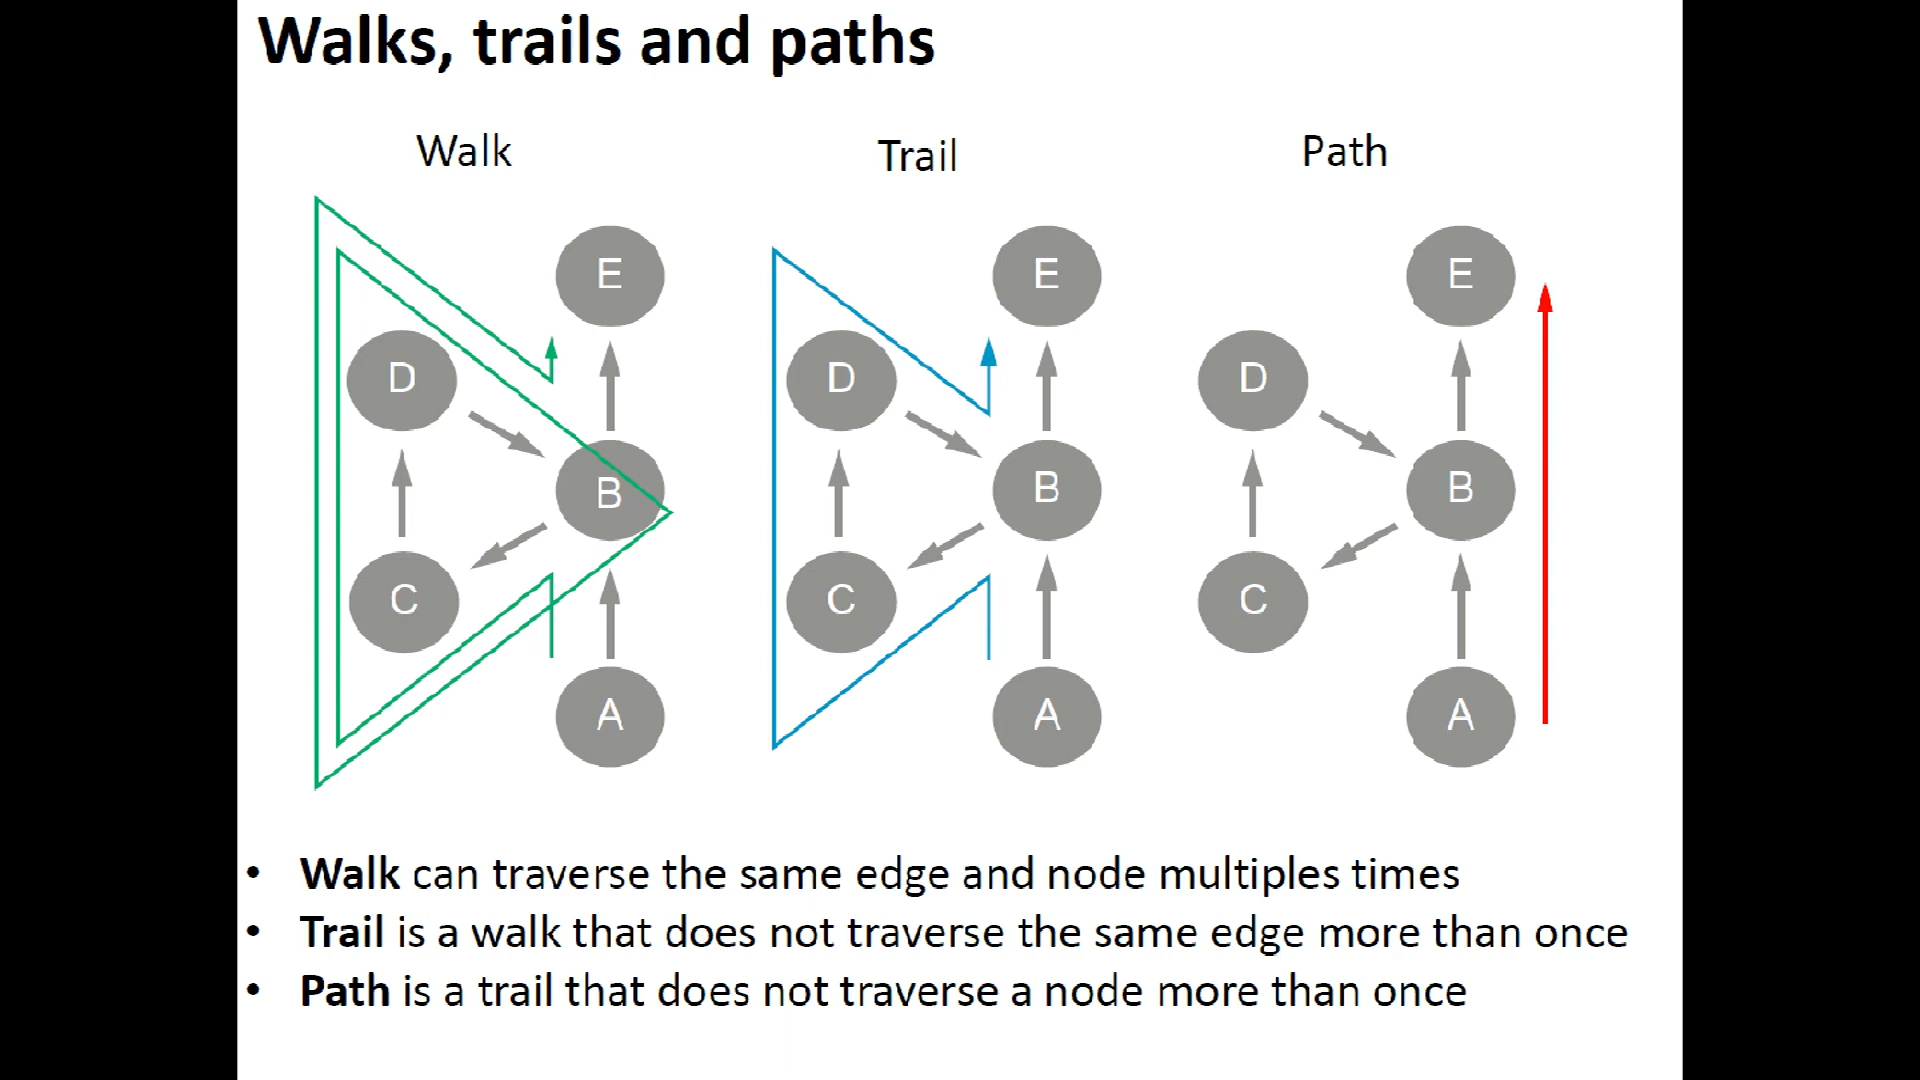 Walks, trails and paths
Walk
Trail
Path
E
D
B
C
A
E
D
B
C
A
E
D
B
C
A
• Walk can traverse the same edge and node multiples times
• Trail is a walk that does not traverse the same edge more than once
• Path is a trail that does not traverse a node more than once